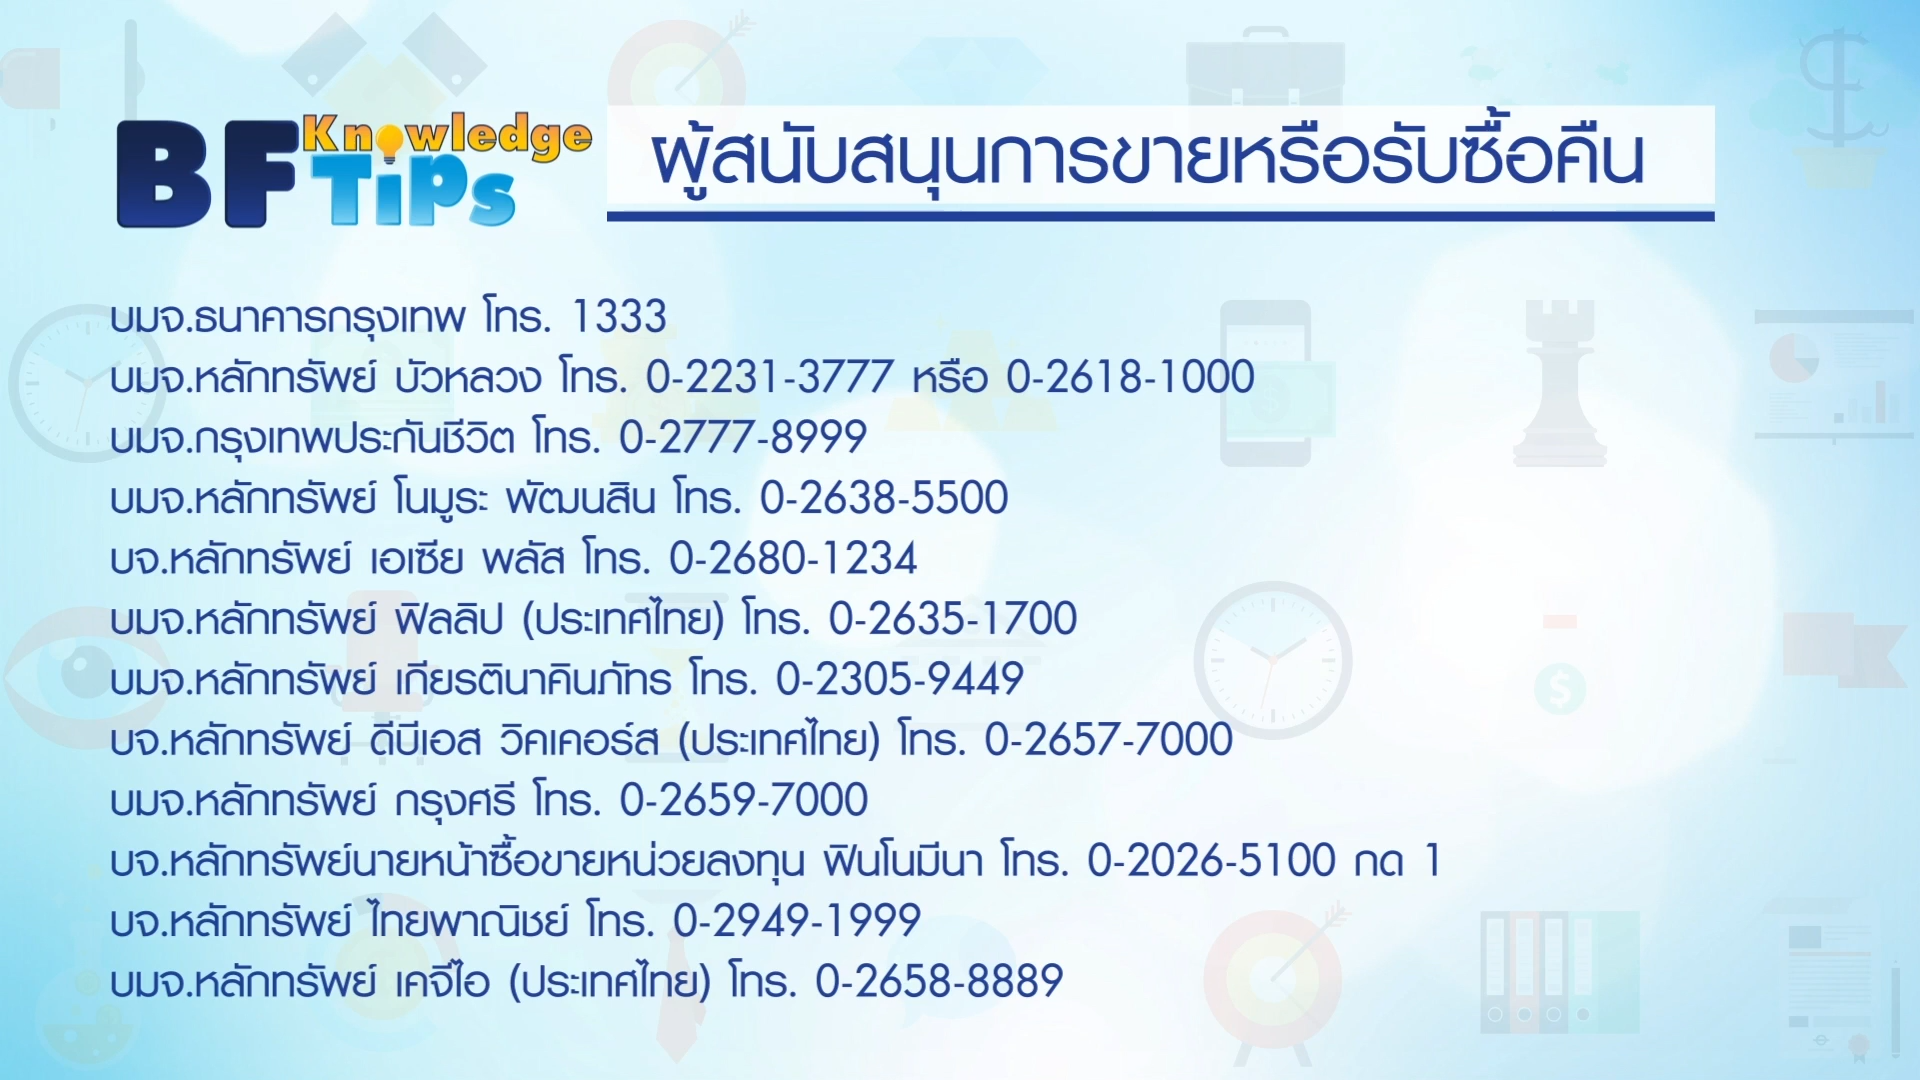 BF Knowledge Tips
ผู้สนับสนุนการขายหรือรับซื้อคืน
บมจ.ธนาคารกรุงเทพ โทร. 1333
บมจ.หลักทรัพย์ บัวหลวง โทร. 0-2231-3777 หรือ 0-2618-1000
บมจ.กรุงเทพประกันชีวิต โทร. 0-2777-8999
บมจ.หลักทรัพย์ โนมูระ พัฒนสิน โทร. 0-2638-5500
บจ.หลักทรัพย์ เอเซีย พลัส โทร. 0-2680-1234
บมจ.หลักทรัพย์ ฟิลลิป (ประเทศไทย) โทร. 0-2635-1700
บมจ.หลักทรัพย์ เกียรตินาคินภัทร โทร. 0-2305-9449
บจ.หลักทรัพย์ ดีบีเอส วิคเคอร์ส (ประเทศไทย) โทร. 0-2657-7000
บมจ.หลักทรัพย์ กรุงศรี โทร. 0-2659-7000
บจ.หลักทรัพย์นายหน้าซื้อขายหน่วยลงทุน ฟินโนมีนา โทร. 0-2026-5100 กด 1
บจ.หลักทรัพย์ ไทยพาณิชย์ โทร. 0-2949-1999
บมจ.หลักทรัพย์ เคจีไอ (ประเทศไทย) โทร. 0-2658-8889